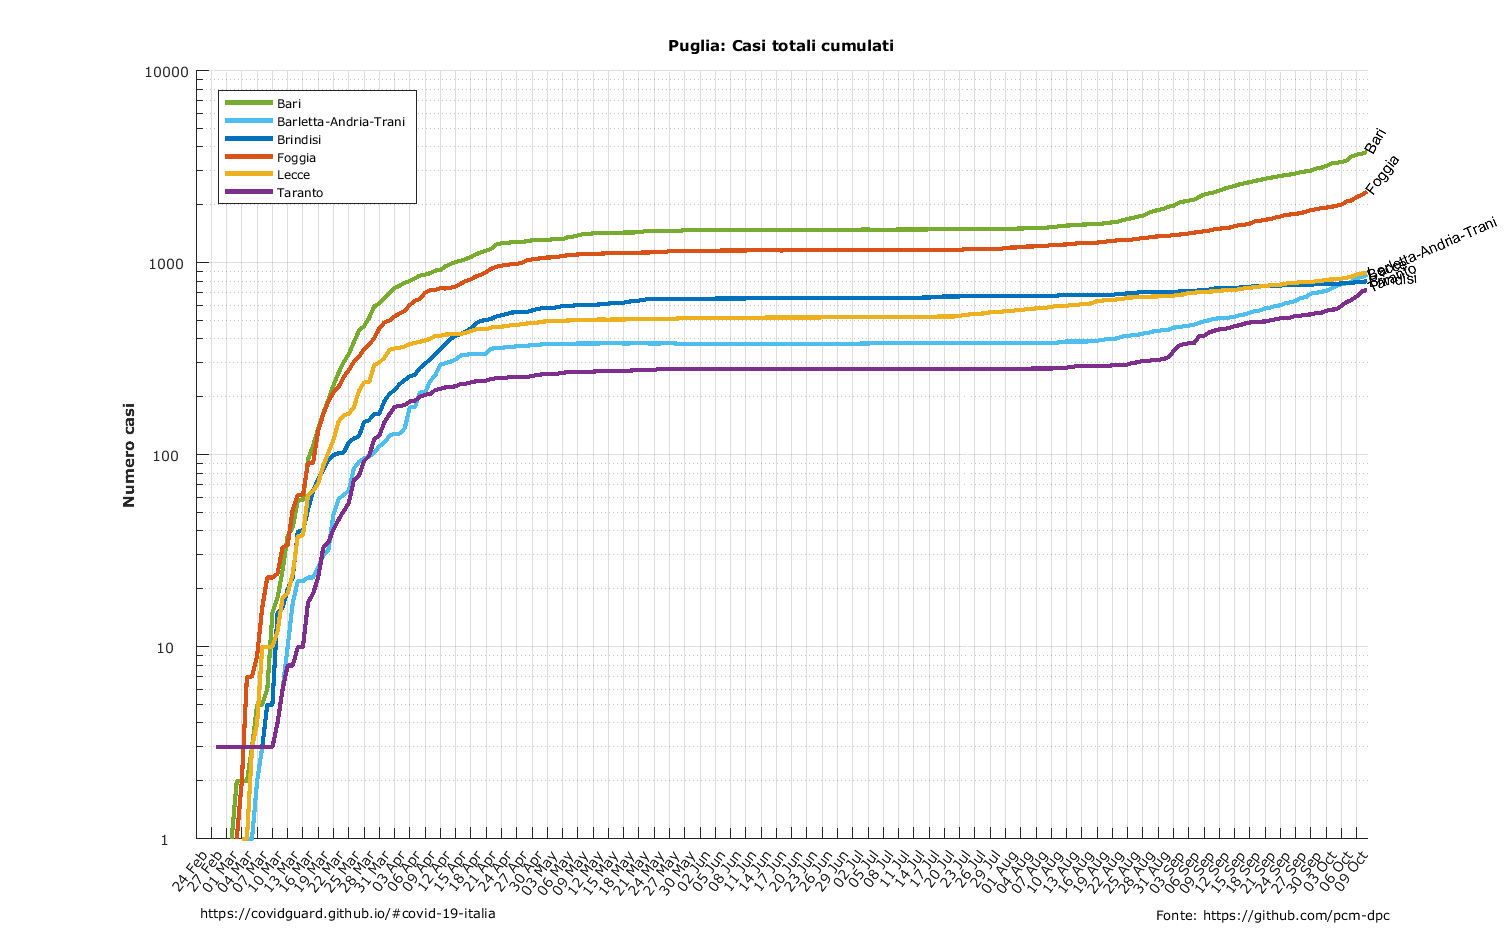 Puglia: Casi totali cumulati
10000
1000
100
10
1
Numero casi
Bari
Barletta-Andria-Trani
Brindisi
Foggia
Lecce
Taranto
Bari
Foggia
Barletta-Andria-Trani
Lecce
Brindisi
Taranto
24 Feb
27 Feb
01 Mar
04 Mar
07 Mar
10 Mar
13 Mar
16 Mar
19 Mar
22 Mar
25 Mar
28 Mar
31 Mar
03 Apr
06 Apr
09 Apr
12 Apr
15 Apr
18 Apr
21 Apr
24 Apr
27 Apr
30 Apr
03 May
06 May
09 May
12 May
15 May
18 May
21 May
24 May
27 May
30 May
02 Jun
05 Jun
08 Jun
11 Jun
14 Jun
17 Jun
20 Jun
23 Jun
26 Jun
29 Jun
02 Jul
05 Jul
08 Jul
11 Jul
14 Jul
17 Jul
20 Jul
23 Jul
26 Jul
29 Jul
01 Aug
04 Aug
07 Aug
10 Aug
13 Aug
16 Aug
19 Aug
22 Aug
25 Aug
28 Aug
31 Aug
03 Sep
06 Sep
09 Sep
12 Sep
15 Sep
18 Sep
21 Sep
24 Sep
27 Sep
30 Sep
03 Oct
06 Oct
09 Oct
https://covidguard.github.io/#covid-19-italia
Fonte: https://github.com/pcm-dpc